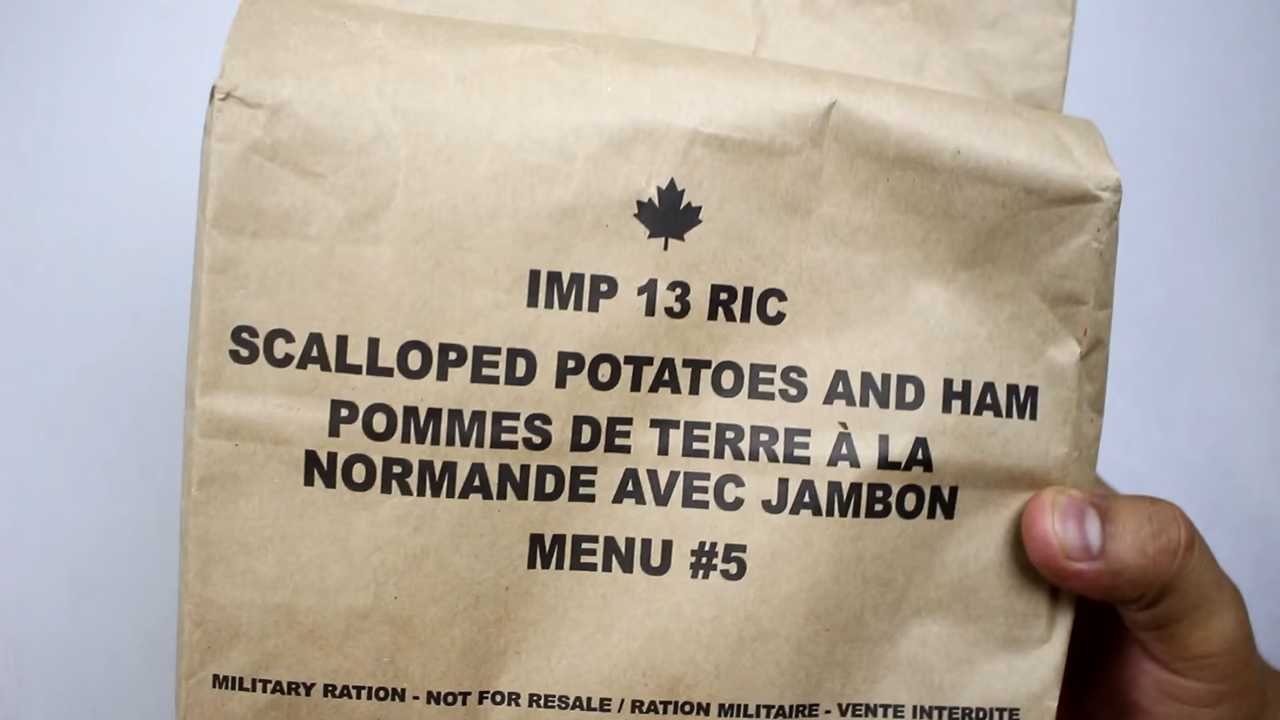 IMP 13 RIC
SCALLOPED POTATOES AND HAM
POMMES DE TERRE À LA
NORMANDE AVEC JAMBON
MENU #5
MILITARY RATION - NOT FOR RESALE / RATION MILITAIRE - VENTE INTERDITE